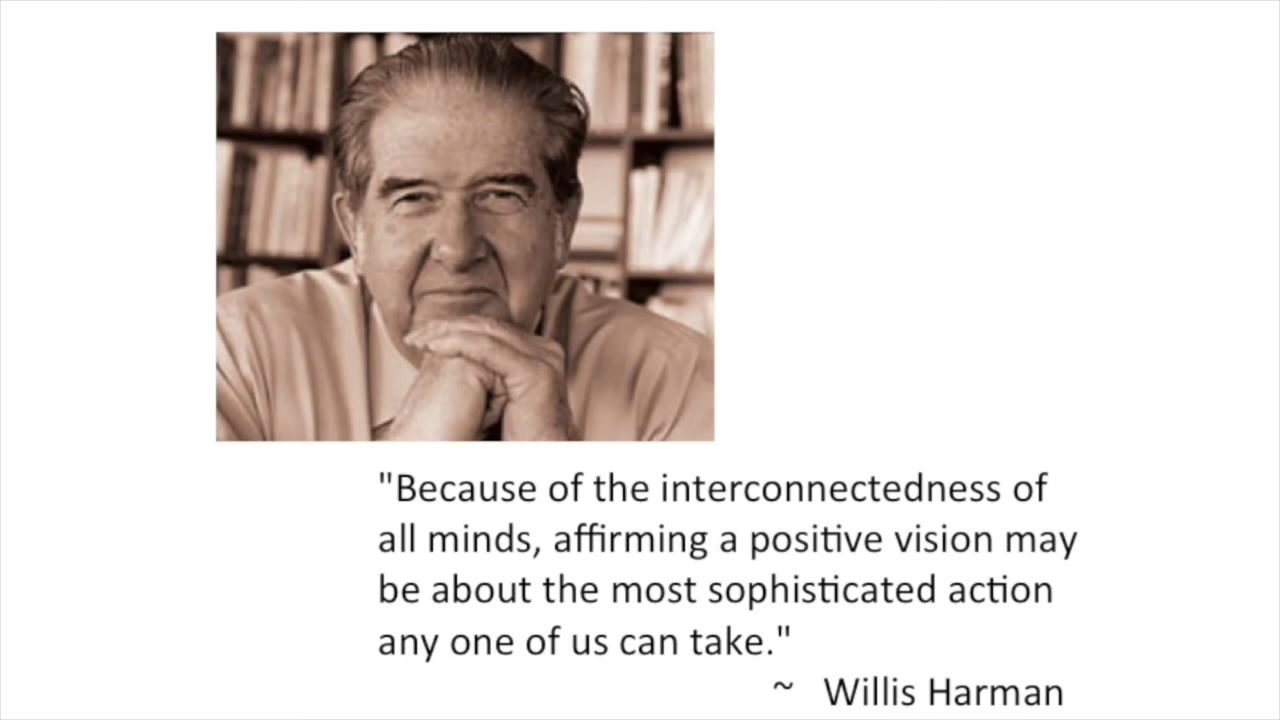 "Because of the interconnectedness of
all minds, affirming a positive vision may
be about the most sophisticated action
any one of us can take."
~ Willis Harman